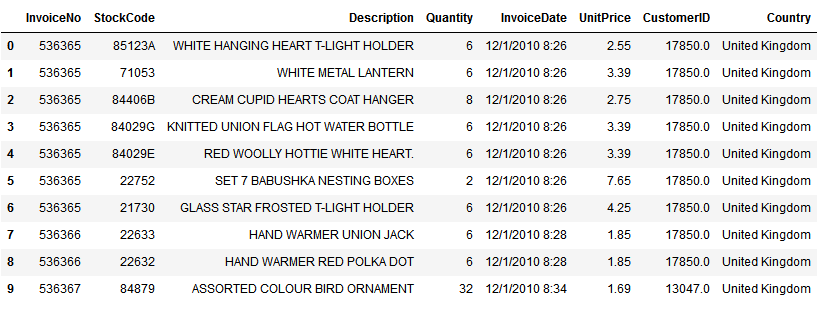 InvoiceNo StockCode Description Quantity InvoiceDate UnitPrice CustomerID Country
0 536365 85123A WHITE HANGING HEART T-LIGHT HOLDER 6 12/1/2010 8:26 2.55 17850.0 United Kingdom
1 536365 71053 WHITE METAL LANTERN 6 12/1/2010 8:26 3.39 17850.0 United Kingdom
2 536365 84406B CREAM CUPID HEARTS COAT HANGER 8 12/1/2010 8:26 2.75 17850.0 United Kingdom
3 536365 84029G KNITTED UNION FLAG HOT WATER BOTTLE 6 12/1/2010 8:26 3.39 17850.0 United Kingdom
4 536365 84029E RED WOOLLY HOTTIE WHITE HEART. 6 12/1/2010 8:26 3.39 17850.0 United Kingdom
5 536365 22752 SET 7 BABUSHKA NESTING BOXES 2 12/1/2010 8:26 7.65 17850.0 United Kingdom
6 536365 21730 GLASS STAR FROSTED T-LIGHT HOLDER 6 12/1/2010 8:26 4.25 17850.0 United Kingdom
7 536366 22633 HAND WARMER UNION JACK 6 12/1/2010 8:28 1.85 17850.0 United Kingdom
8 536366 22632 HAND WARMER RED POLKA DOT 6 12/1/2010 8:28 1.85 17850.0 United Kingdom
9 536367 84879 ASSORTED COLOUR BIRD ORNAMENT 32 12/1/2010 8:34 1.69 13047.0 United Kingdom